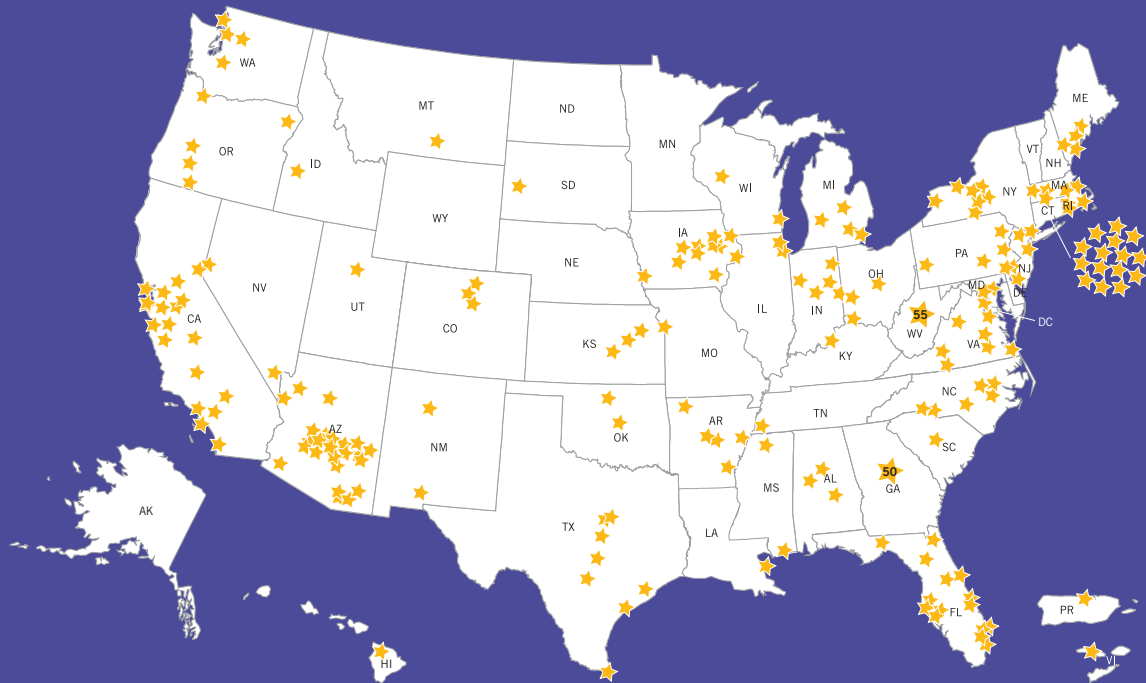 WA
MT
ND
ME
MN
VT
NH
OR
ID
SD
WI
MI
NY
MA
CT
RI
WY
IA
PA
NE
OH
NJ
NV
UT
MD
DE
CO
IL
IN
55
WV
DC
CA
KS
MO
KY
VA
NC
TN
AZ
OK
AR
NM
SC
50
GA
MS
AL
AK
TX
LA
FL
PR
HI
VI